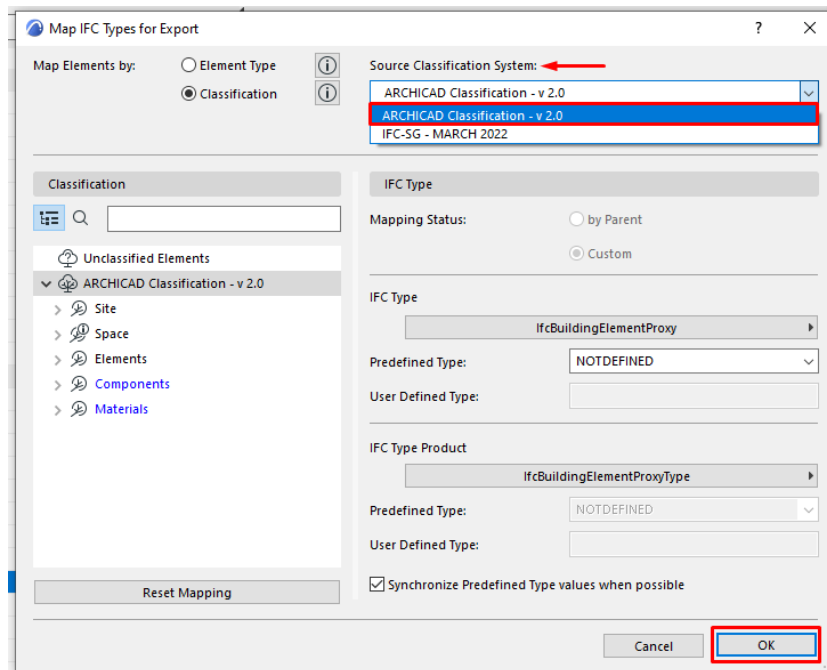 Map IFC Types for Export
Map Elements by:
Element Type
Classification
Source Classification System:
ARCHICAD Classification - v 2.0
ARCHICAD Classification - v 2.0
IFC-SG - MARCH 2022
Classification
Unclassified Elements
ARCHICAD Classification - v 2.0
Site
Space
Elements
Components
Materials
Reset Mapping
IFC Type
Mapping Status:
by Parent
Custom
IFC Type
IfcBuildingElementProxy
Predefined Type:
NOTDEFINED
User Defined Type:
IFC Type Product
IfcBuildingElementProxyType
Predefined Type:
NOTDEFINED
User Defined Type:
Synchronize Predefined Type values when possible
Cancel
OK